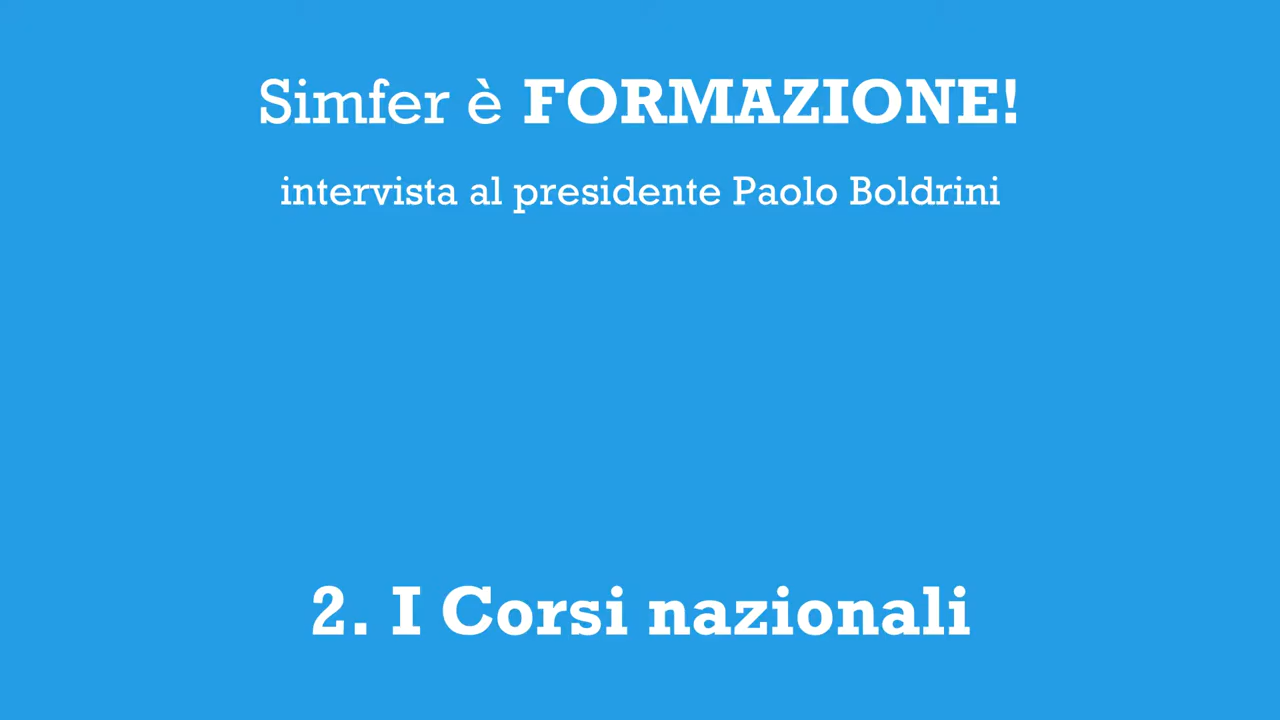 Simfer è FORMAZIONE!
intervista al presidente Paolo Boldrini
2. I Corsi nazionali